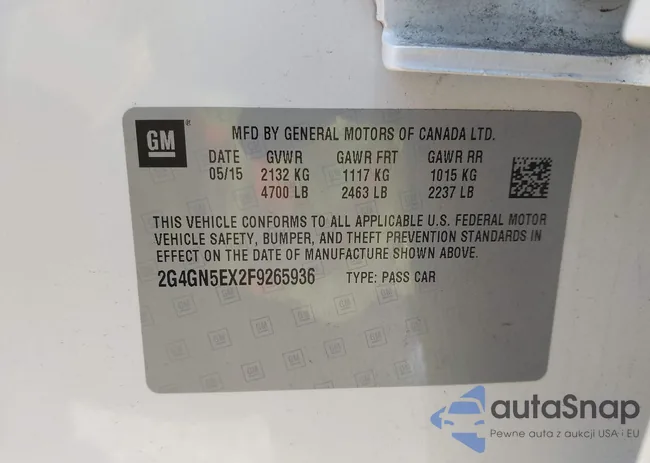 GM® MFD BY GENERAL MOTORS OF CANADA LTD.
DATE GVWR GAWR FRT GAWR RR
05/15 2132 KG 1117 KG 1015 KG
4700 LB 2463 LB 2237 LB
THIS VEHICLE CONFORMS TO ALL APPLICABLE U.S. FEDERAL MOTOR
VEHICLE SAFETY, BUMPER, AND THEFT PREVENTION STANDARDS IN
EFFECT ON THE DATE OF MANUFACTURE SHOWN ABOVE.
2G4GN5EX2F9265936 TYPE: PASS CAR
autaSnap
Pewne auta z aukcji USA i EU